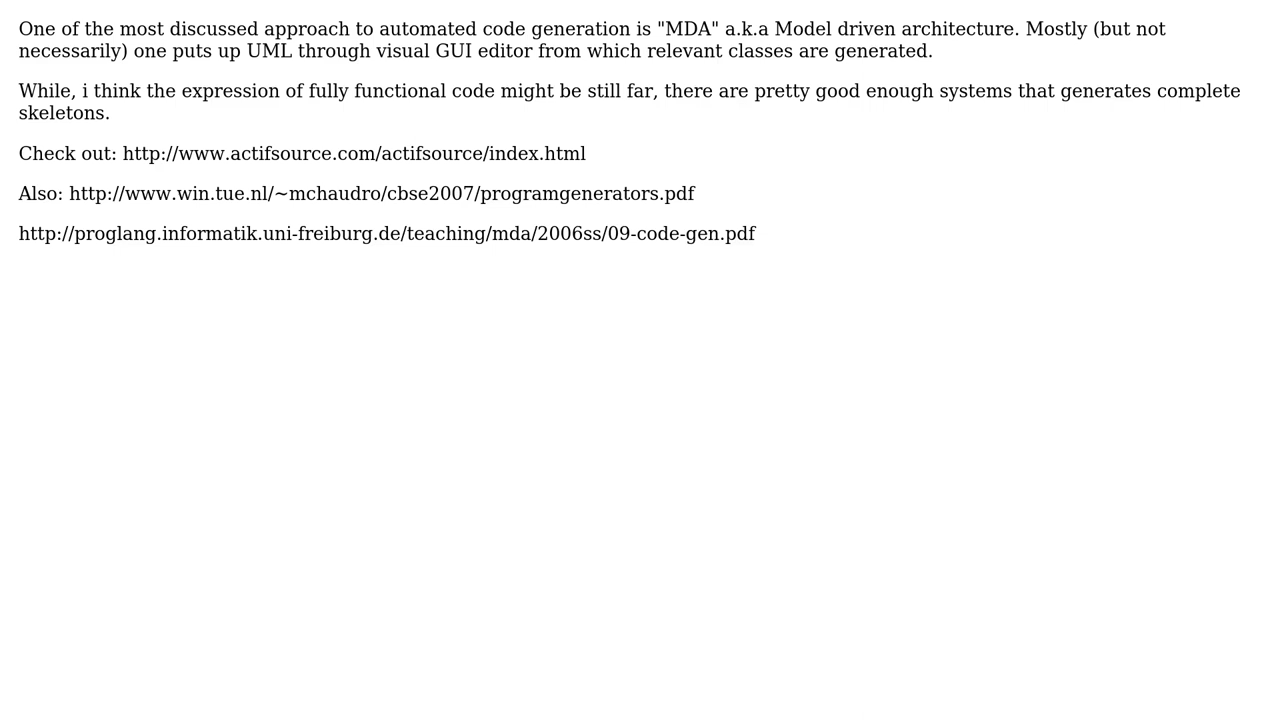 One of the most discussed approach to automated code generation is "MDA" a.k.a Model driven architecture. Mostly (but not
necessarily) one puts up UML through visual GUI editor from which relevant classes are generated.
While, i think the expression of fully functional code might be still far, there are pretty good enough systems that generates complete
skeletons.
Check out: http://www.actifsource.com/actifsource/index.html
Also: http://www.win.tue.nl/~mchaudro/cbse2007/programgenerators.pdf
http://proglang.informatik.uni-freiburg.de/teaching/mda/2006ss/09-code-gen.pdf